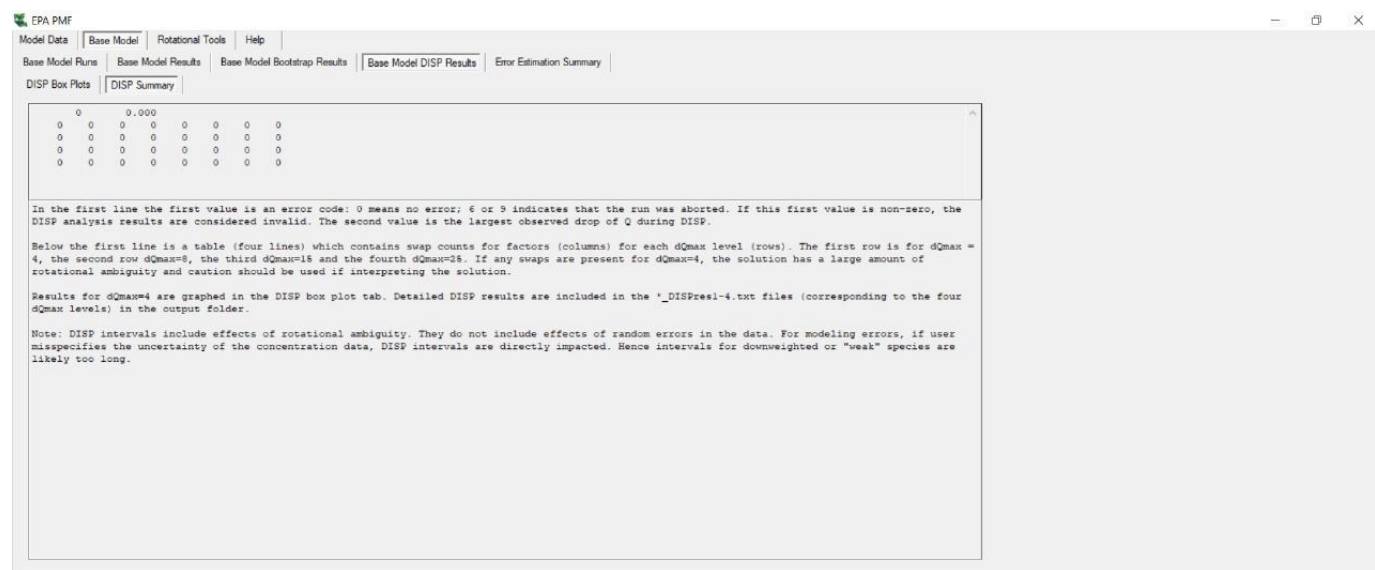 EPA PMF
Model Data Base Model Rotational Tools Help
Base Model Runs Base Model Results Base Model Bootstrap Results Base Model DISP Results Error Estimation Summary
DISP Box Plots DISP Summary
0 0.000
0 0 0 0 0 0 0 0
0 0 0 0 0 0 0 0
0 0 0 0 0 0 0 0
0 0 0 0 0 0 0 0
In the first line the first value is an error code: 0 means no error; 6 or 9 indicates that the run was aborted. If this first value is non-zero, the
DISP analysis results are considered invalid. The second value is the largest observed drop of Q during DISP.
Below the first line is a table (four lines) which contains swap counts for factors (columns) for each dQmax level (rows). The first row is for dQmax =
4, the second row dQmax=8, the third dQmax=15 and the fourth dQmax=25. If any swaps are present for dQmax=4, the solution has a large amount of
rotational ambiguity and caution should be used if interpreting the solution.
Results for dQmax=4 are graphed in the DISP box plot tab. Detailed DISP results are included in the *_DISPres1-4.txt files (corresponding to the four
dQmax levels) in the output folder.
Note: DISP intervals include effects of rotational ambiguity. They do not include effects of random errors in the data. For modeling errors, if user
misspecifies the uncertainty of the concentration data, DISP intervals are directly impacted. Hence intervals for downweighted or "weak" species are
likely too long.